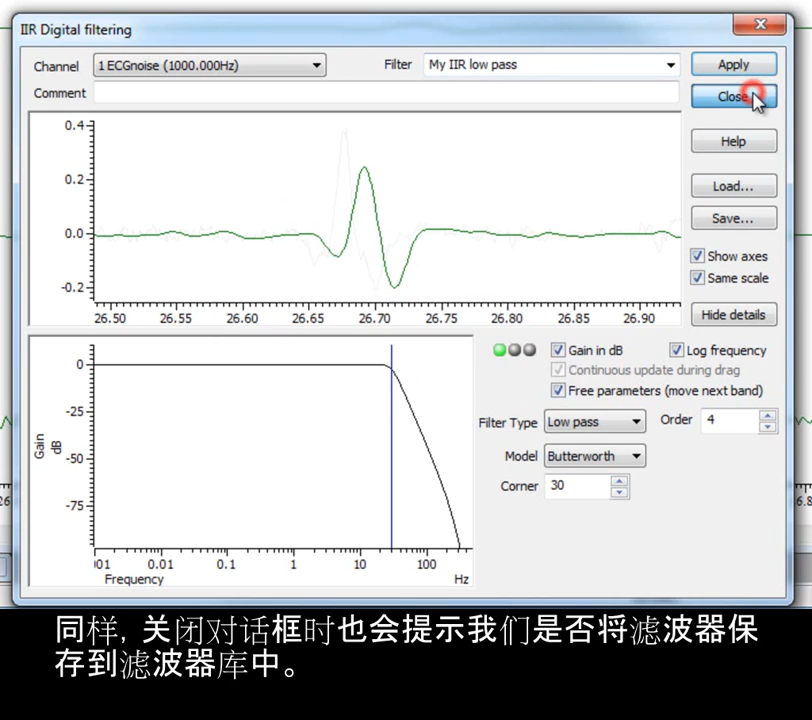 IIR Digital filtering
Channel 1 ECGnoise (1000.000Hz) Filter My IIR low pass Apply
Comment Close
Help
Load...
Save...
Show axes
Same scale
Hide details
0.4
0.2
0.0
-0.2
26.50 26.55 26.60 26.65 26.70 26.75 26.80 26.85 26.90
Gain in dB Log frequency
Continuous update during drag
Free parameters (move next band)
Filter Type Low pass Order 4
Model Butterworth
Corner 30
0
-25
-50
-75
Gain
dB
001 0.01 0.1 1 10 100
Frequency Hz
同样, 关闭对话框时也会提示我们是否将滤波器保
存到滤波器库中。